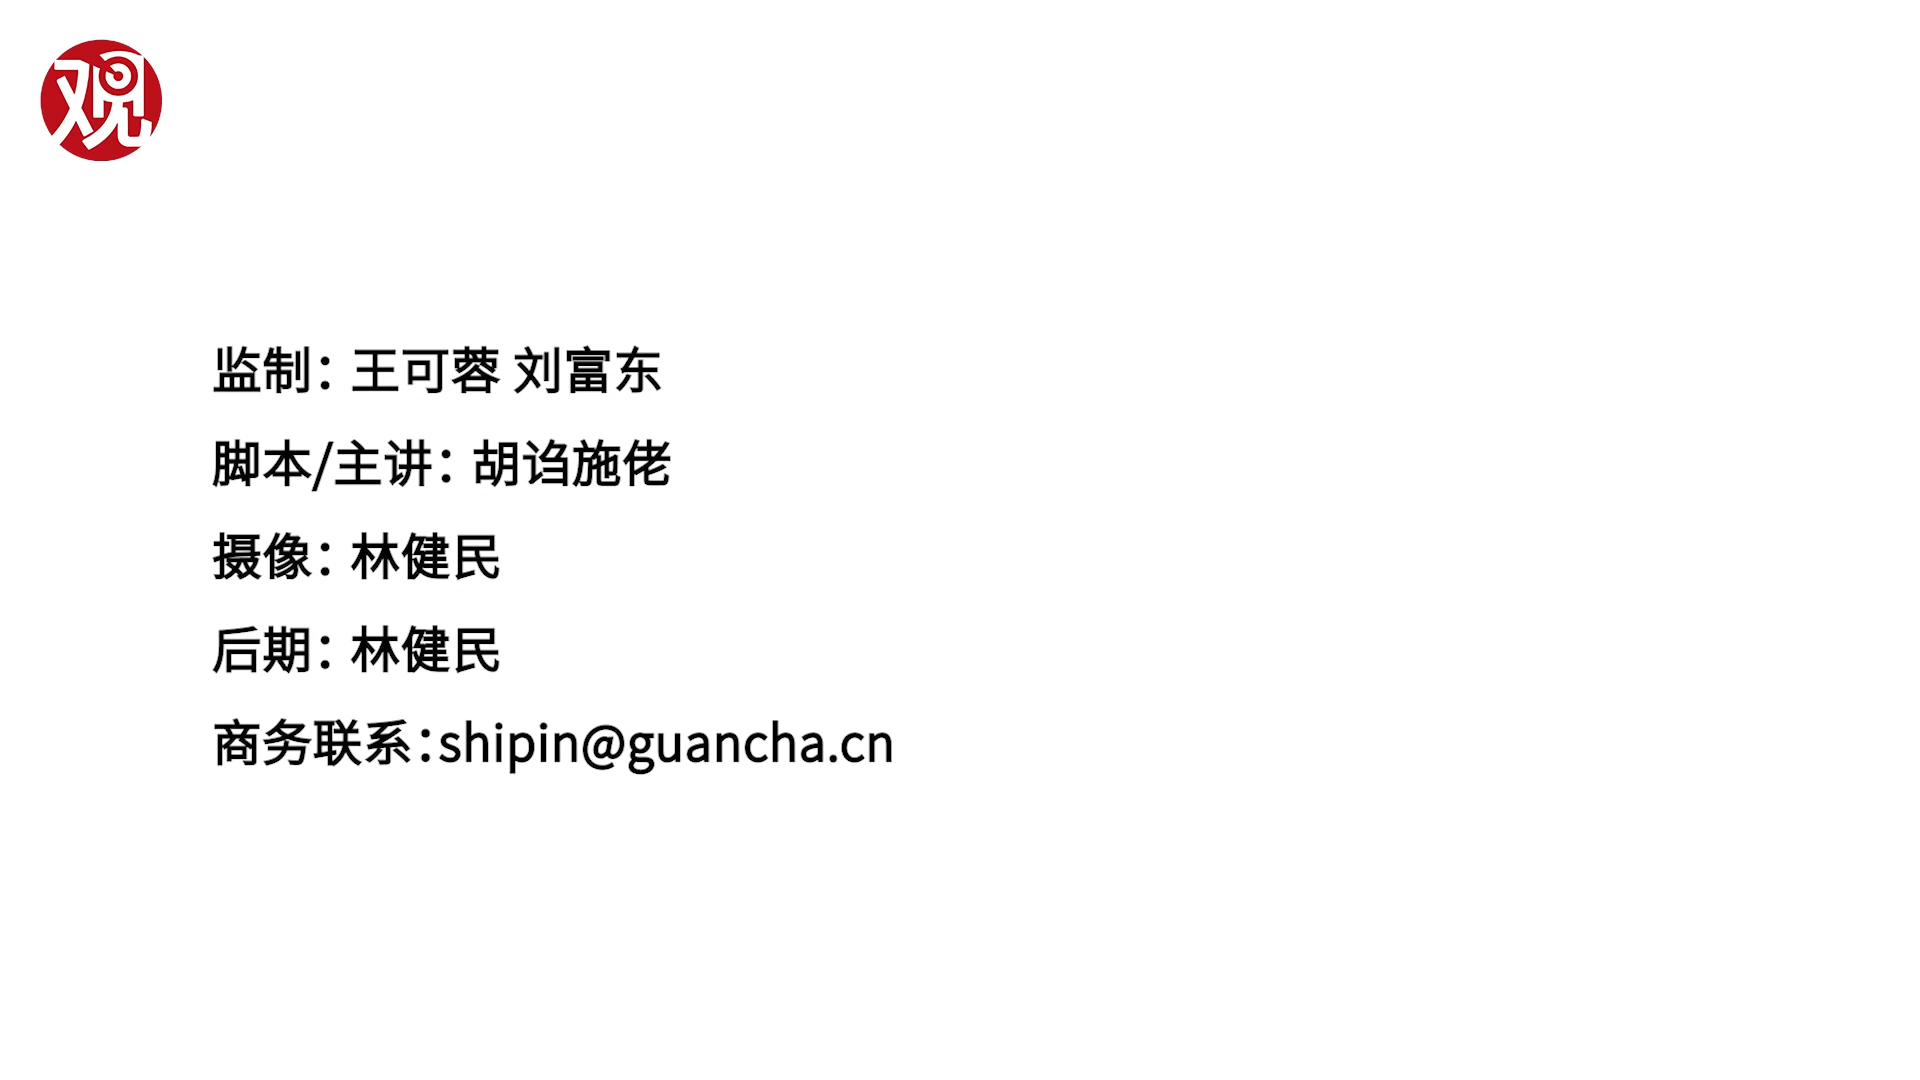 观
监制：王可蓉 刘富东
脚本/主讲：胡诌施佬
摄像：林健民
后期：林健民
商务联系：shipin@guancha.cn